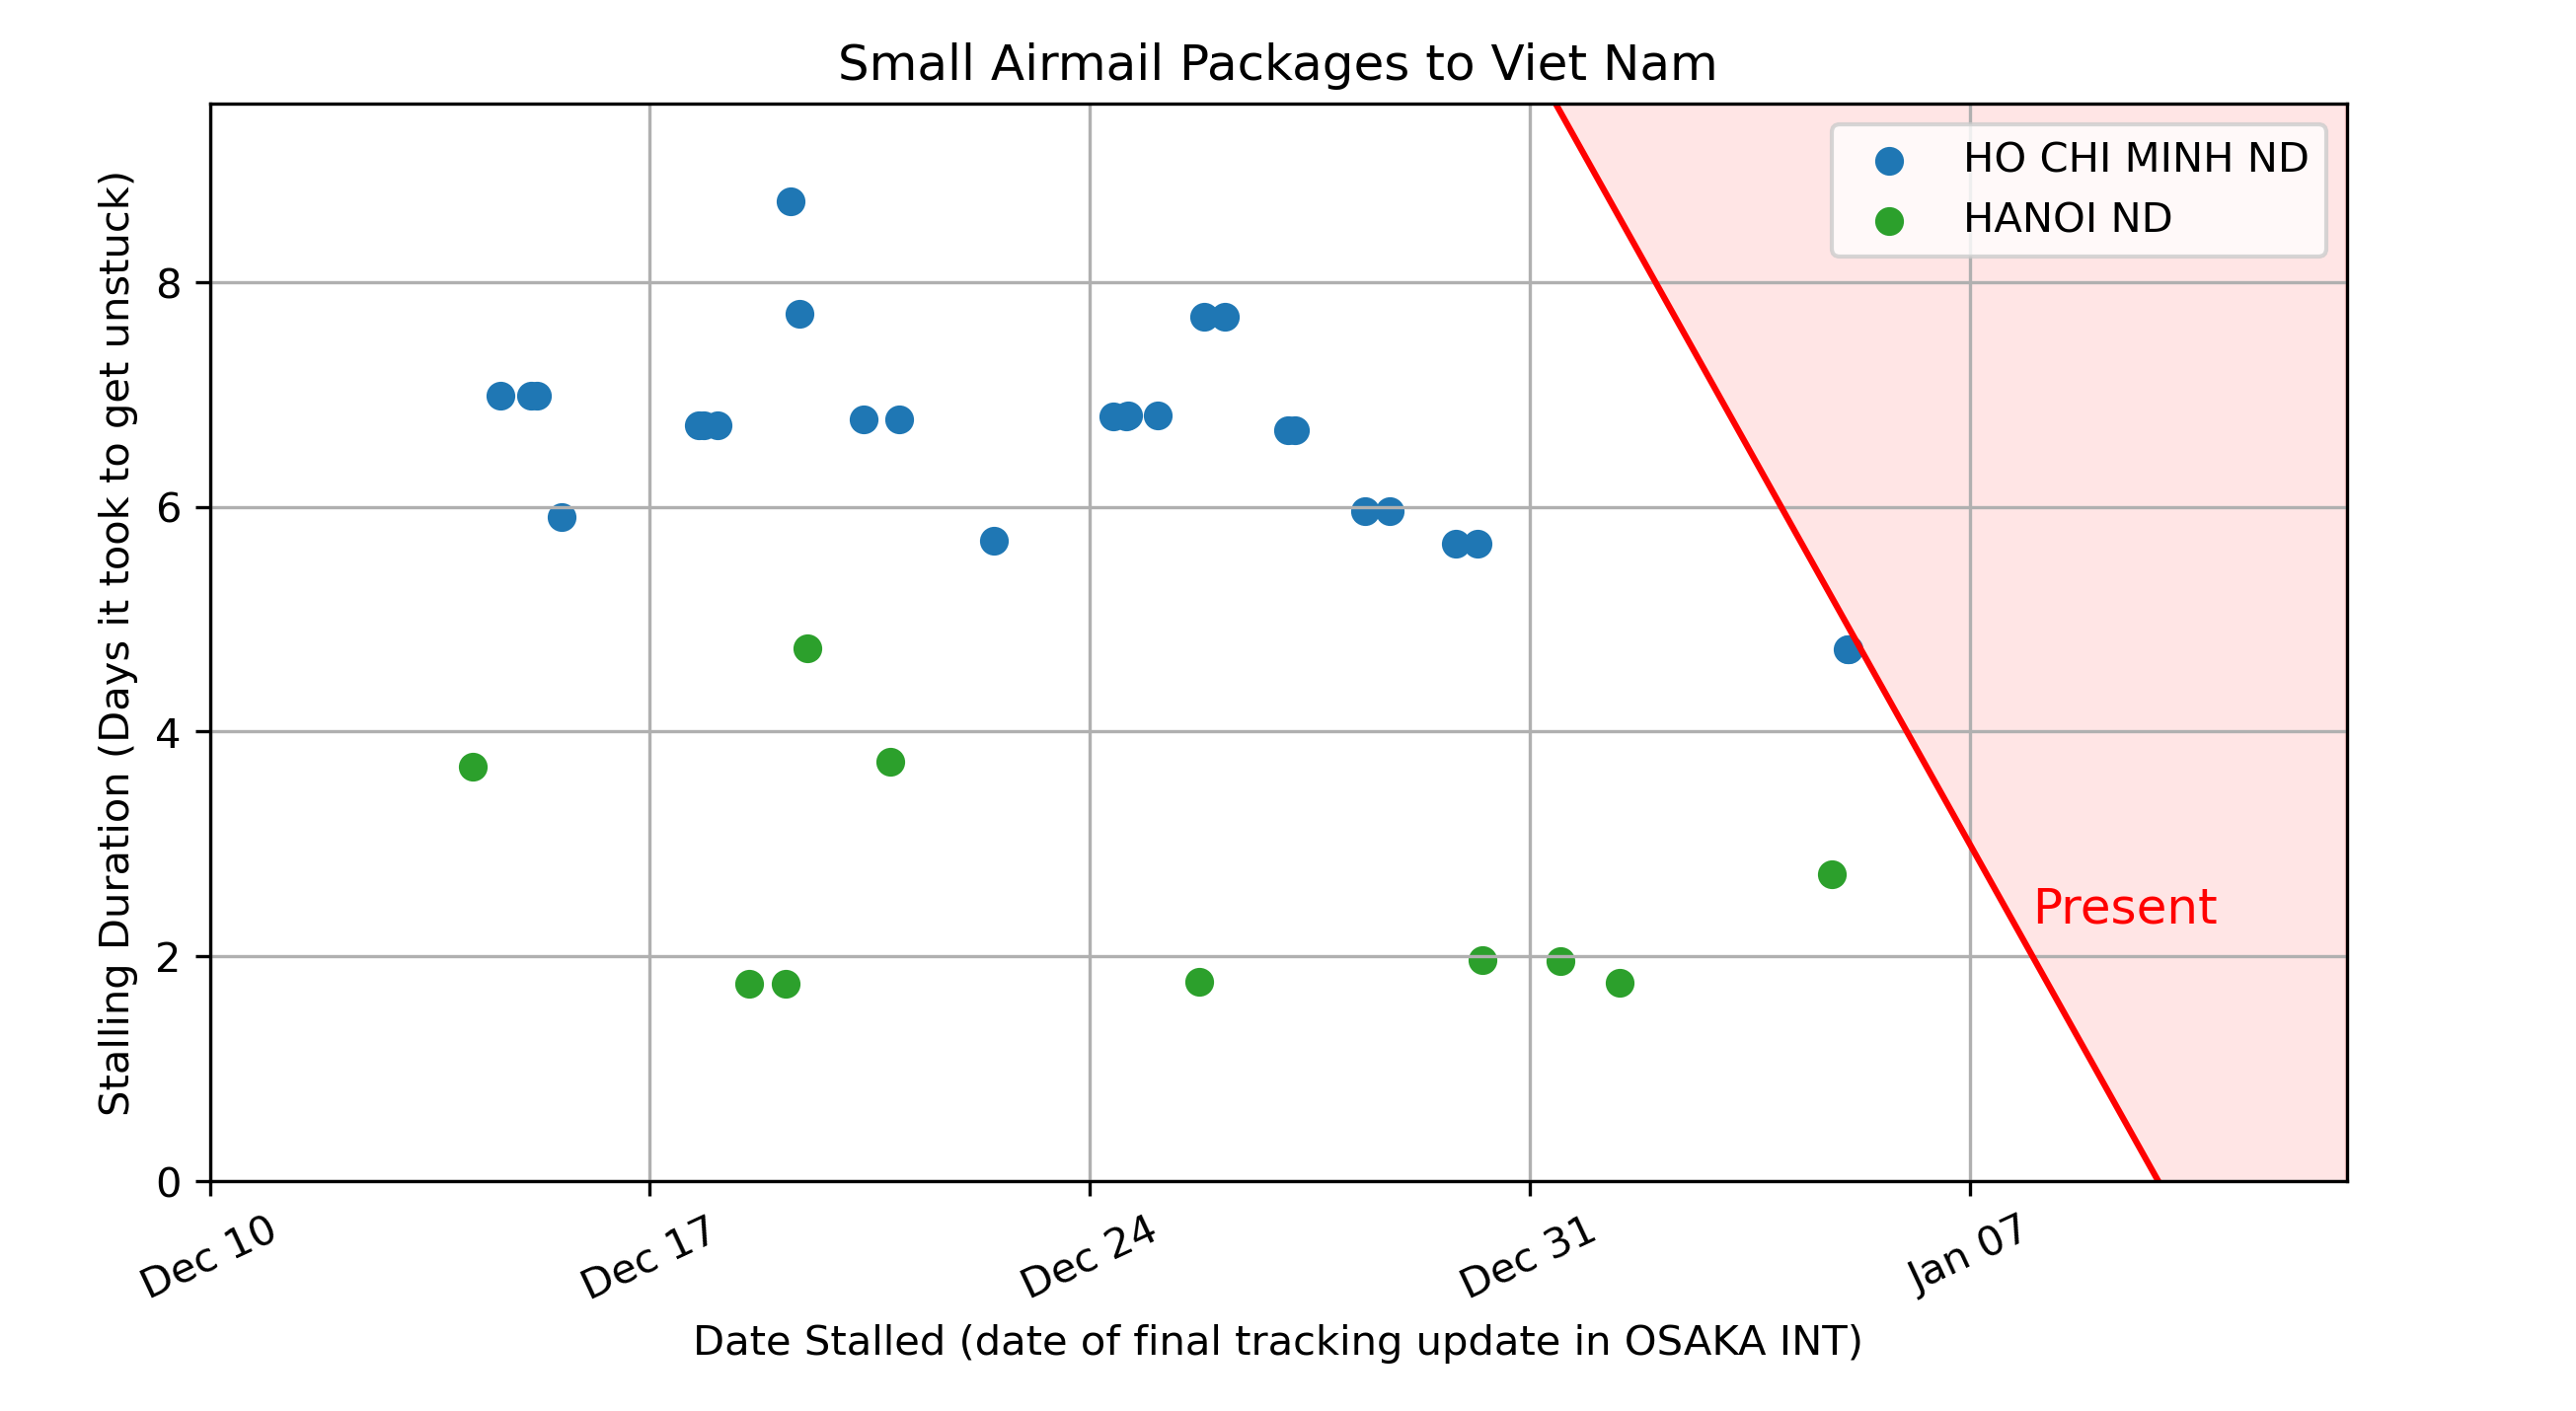 Small Airmail Packages to Viet Nam
HO CHI MINH ND
HANOI ND
Stalling Duration (Days it took to get unstuck)
8
6
4
2
0
Present
Dec 10
Dec 17
Dec 24
Dec 31
Jan 07
Date Stalled (date of final tracking update in OSAKA INT)